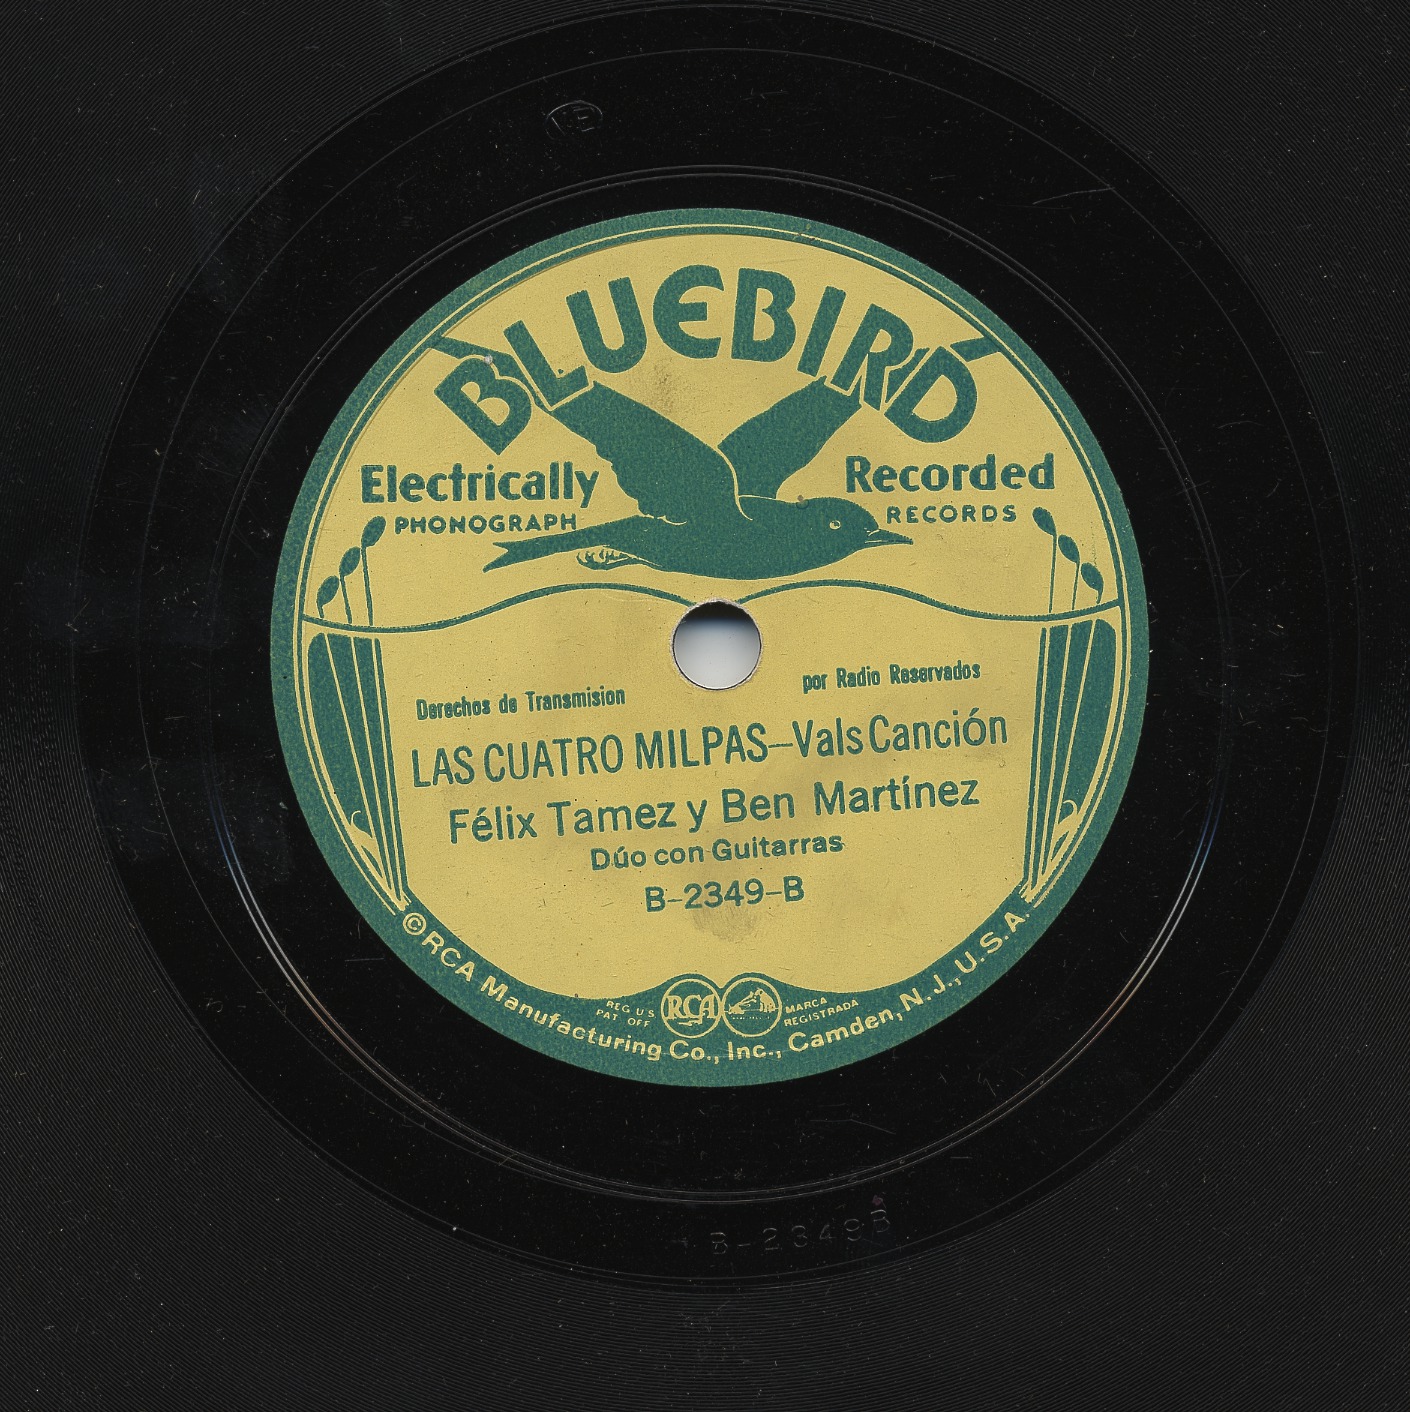 BLUEBIRD
Electrically Recorded
PHONOGRAPH RECORDS
Derechos de Transmision por Radio Reservados
LAS CUATRO MILPAS–Vals Canción
Félix Tamez y Ben Martínez
Dúo con Guitarras
B–2349–B
REG U S
PAT OFF
RCA
MARCA
REGISTRADA
©RCA Manufacturing Co., Inc., Camden, N. J., U.S.A.
B-2349B